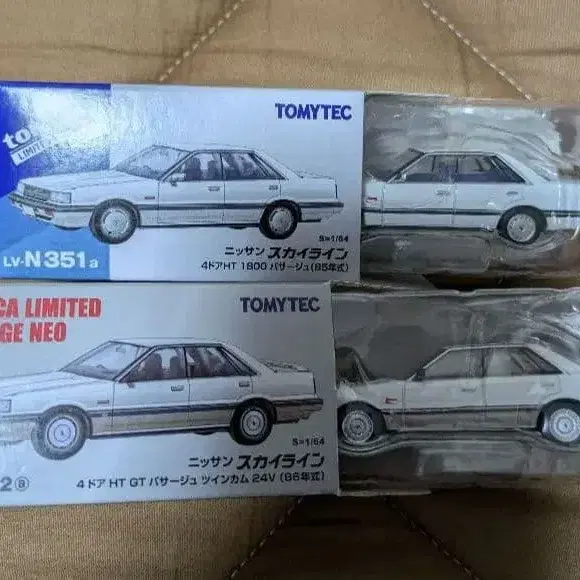 to
LIMITE
TOMYTEC
S=1/64
ニッサン スカイライン
4ドアHT 1800 パサージュ(85年式)
LV-N351a
CA LIMITED
GE NEO
TOMYTEC
S=1/64
ニッサン スカイライン
4ドア HT GT パサージュ ツインカム 24V (86年式)
2ⓐ